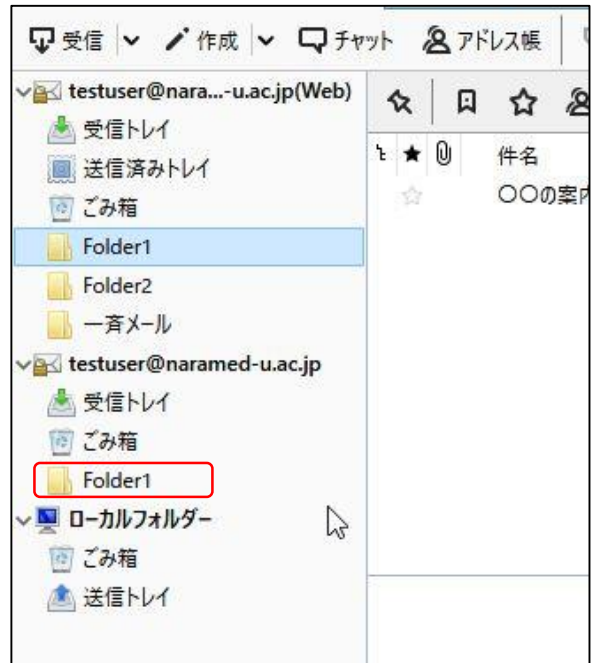 受信 作成 チャット アドレス帳
testuser@nara...-u.ac.jp(Web)
受信トレイ
送信済みトレイ
ごみ箱
Folder1
Folder2
一斉メール
testuser@naramed-u.ac.jp
受信トレイ
ごみ箱
Folder1
ローカルフォルダー
ごみ箱
送信トレイ
件名
〇〇の案内